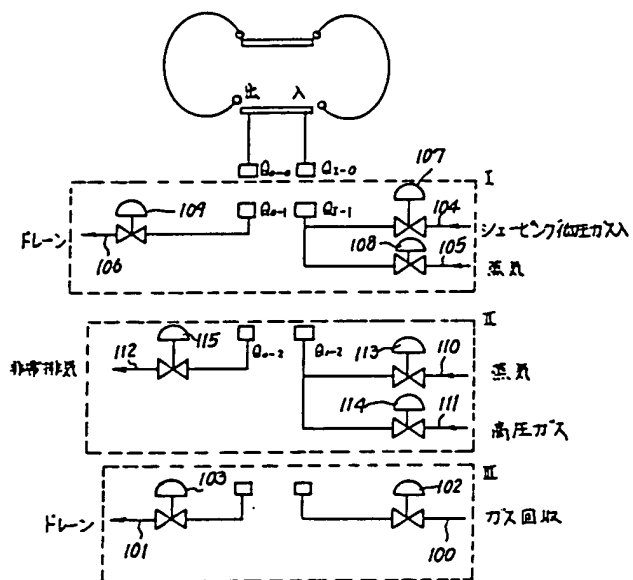 出 入
Qo-o QI-o
107 I
109 Qo-1 QI-1 104 シェーピング低圧ガス入
ドレーン 106 108 105 蒸気
II
115 Qo-2 Qo-2 113 110
非常排気 112 蒸気
114 111 高圧ガス
III
103 102
ドレーン 101 100 ガス回収